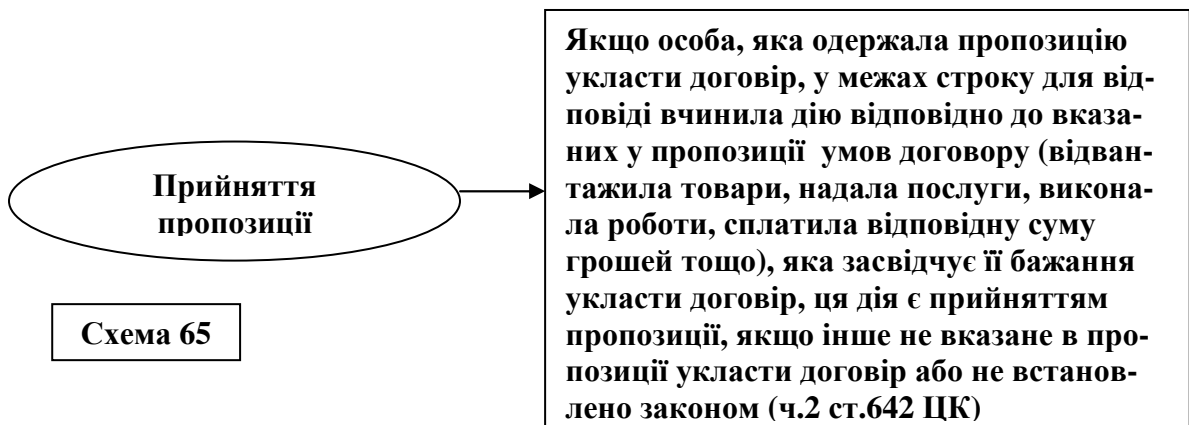 Якщо особа, яка одержала пропозицію
укласти договір, у межах строку для від-
повіді вчинила дію відповідно до вказа-
них у пропозиції умов договору (відван-
тажила товари, надала послуги, викона-
ла роботи, сплатила відповідну суму
грошей тощо), яка засвідчує її бажання
укласти договір, ця дія є прийняттям
пропозиції, якщо інше не вказане в про-
позиції укласти договір або не встанов-
лено законом (ч.2 ст.642 ЦК)
Прийняття
пропозиції
Схема 65